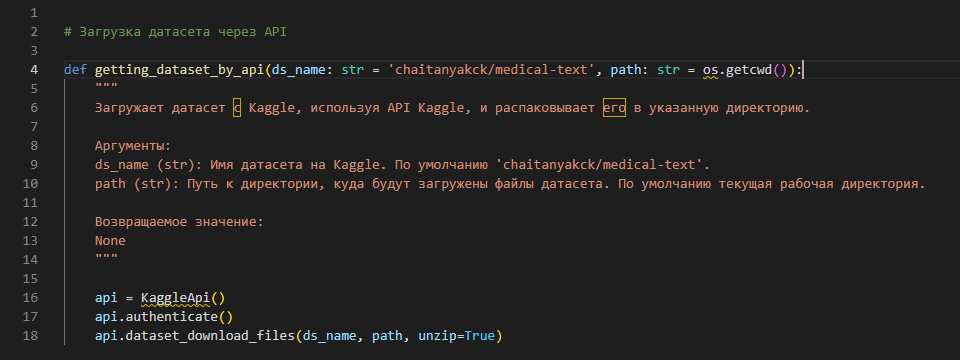 1
2 # Загрузка датасета через API
3
4 def getting_dataset_by_api(ds_name: str = 'chaitanyakck/medical-text', path: str = os.getcwd()):
5 """
6 Загружает датасет с Kaggle, используя API Kaggle, и распаковывает его в указанную директорию.
7
8 Аргументы:
9 ds_name (str): Имя датасета на Kaggle. По умолчанию 'chaitanyakck/medical-text'.
10 path (str): Путь к директории, куда будут загружены файлы датасета. По умолчанию текущая рабочая директория.
11
12 Возвращаемое значение:
13 None
14 """
15
16 api = KaggleApi()
17 api.authenticate()
18 api.dataset_download_files(ds_name, path, unzip=True)